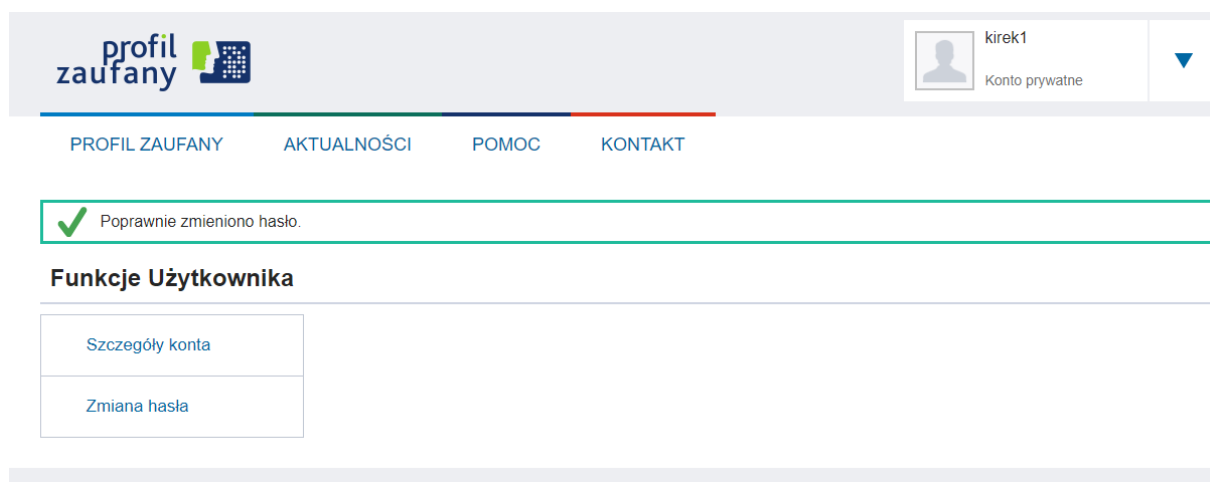 profil
zaufany
kirek1
Konto prywatne
PROFIL ZAUFANY AKTUALNOŚCI POMOC KONTAKT
Poprawnie zmieniono hasło.
Funkcje Użytkownika
Szczegóły konta
Zmiana hasła